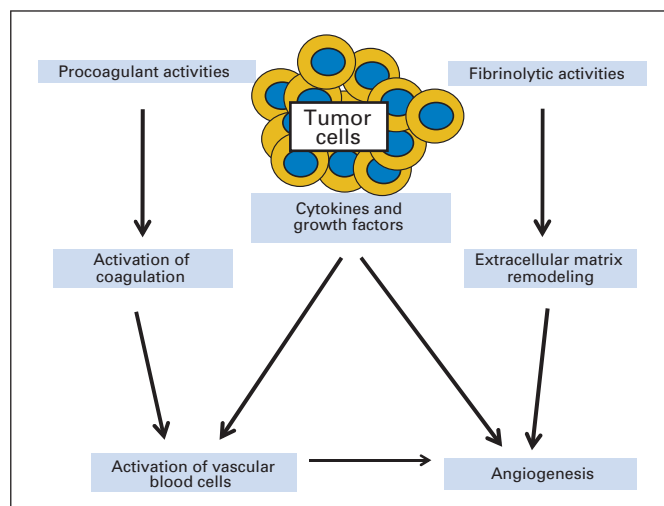 Procoagulant activities
Tumor
cells
Fibrinolytic activities
Cytokines and
growth factors
Activation of
coagulation
Extracellular matrix
remodeling
Activation of vascular
blood cells
Angiogenesis